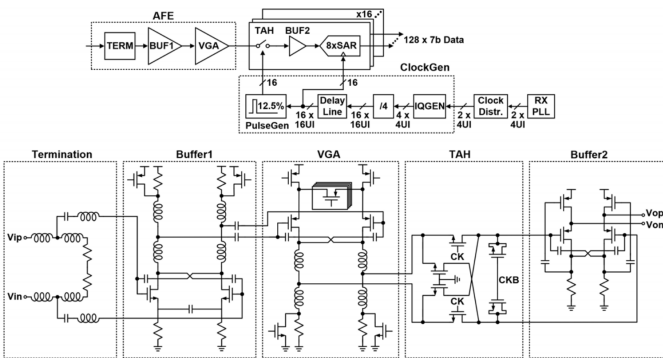 AFE
x16
TAH
TERM
BUF1
VGA
BUF2
8xSAR
128 x 7b Data
16
16
ClockGen
12.5%
Delay
Line
/4
IQGEN
Clock
Distr.
RX
PLL
PulseGen
16 x
16UI
16 x
16UI
4 x
4UI
2 x
4UI
2 x
4UI
Termination
Buffer1
VGA
TAH
Buffer2
Vip
Vin
CK
CK
CKB
Vop
Von